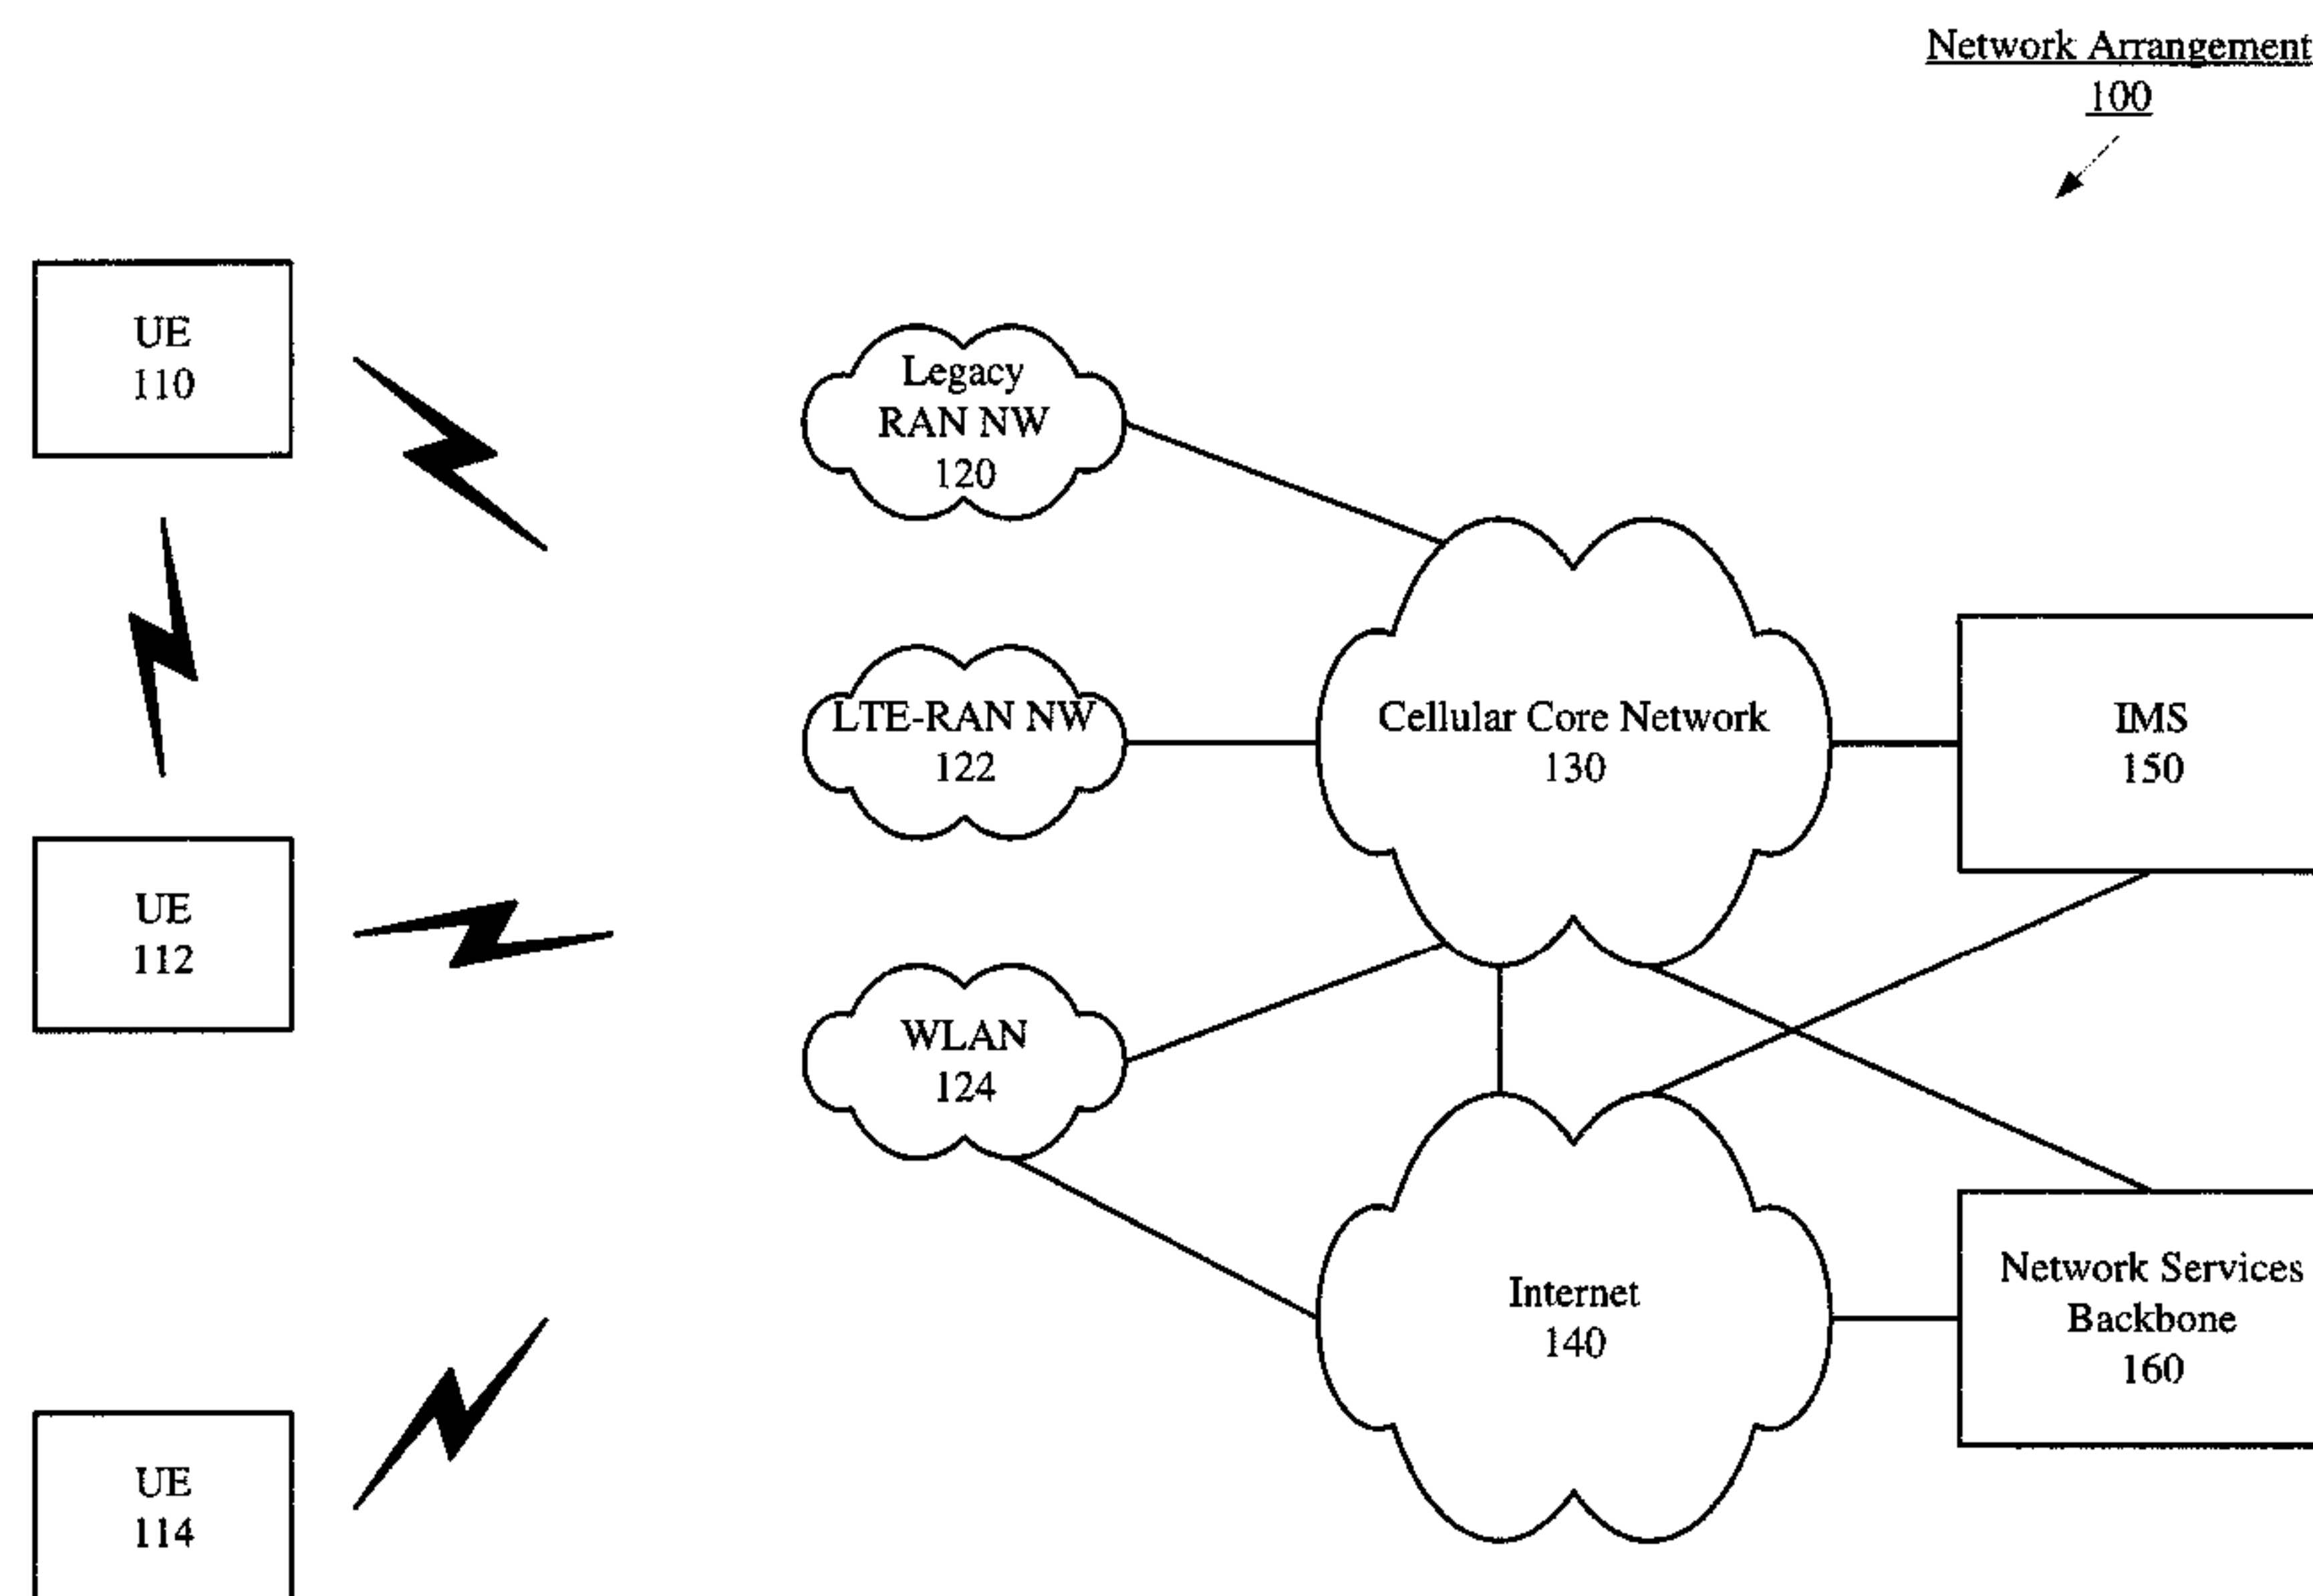 Network Arrangement
100
UE
110
Legacy
RAN NW
120
LTE-RAN NW
122
Cellular Core Network
130
IMS
150
UE
112
WLAN
124
Internet
140
Network Services
Backbone
160
UE
114